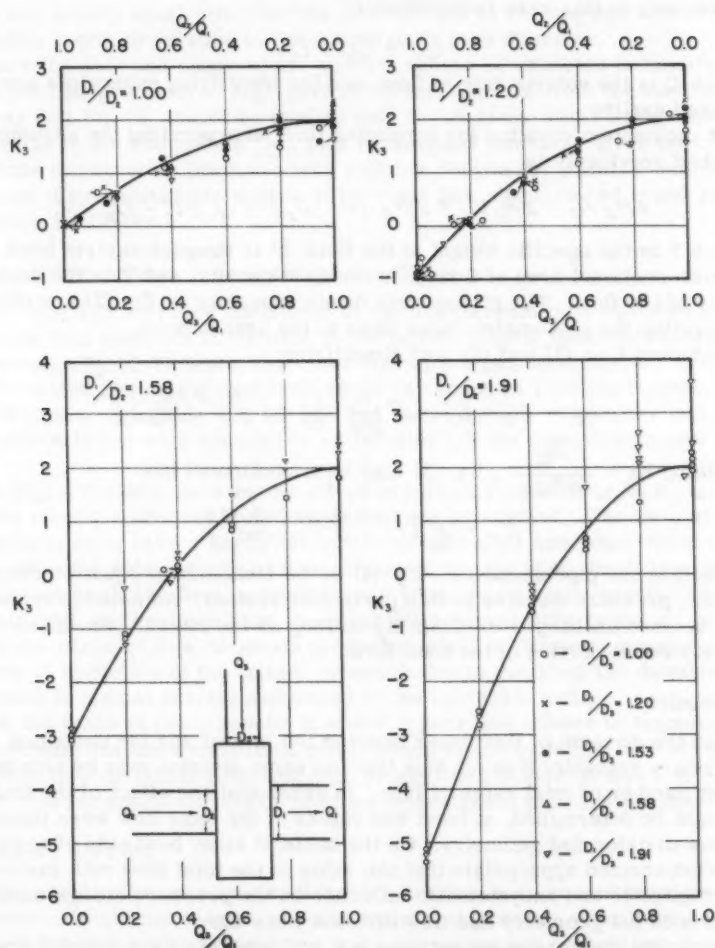 Q₂/Q₁
Q₂/Q₁
1.0 0.8 0.6 0.4 0.2 0.0
1.0 0.8 0.6 0.4 0.2 0.0
3
2
K₃
1
0
-1
D₁/D₂=1.00
3
2
K₃
1
0
-1
D₁/D₂=1.20
0.0 0.2 0.4 0.6 0.8 1.0
Q₃/Q₁
0.0 0.2 0.4 0.6 0.8 1.0
Q₃/Q₁
4
3
2
1
0
K₃
-1
-2
-3
-4
-5
-6
D₁/D₂=1.58
Q₃
D₃
Q₁
D₁
0.0 0.2 0.4 0.6 0.8 1.0
Q₃/Q₁
4
3
2
1
0
K₃
-1
-2
-3
-4
-5
-6
D₁/D₂=1.91
D₁/D₃=1.00
x — D₁/D₃=1.20
D₁/D₃=1.53
△ — D₁/D₃=1.58
D₁/D₃=1.91
0.0 0.2 0.4 0.6 0.8 1.0
Q₃/Q₁